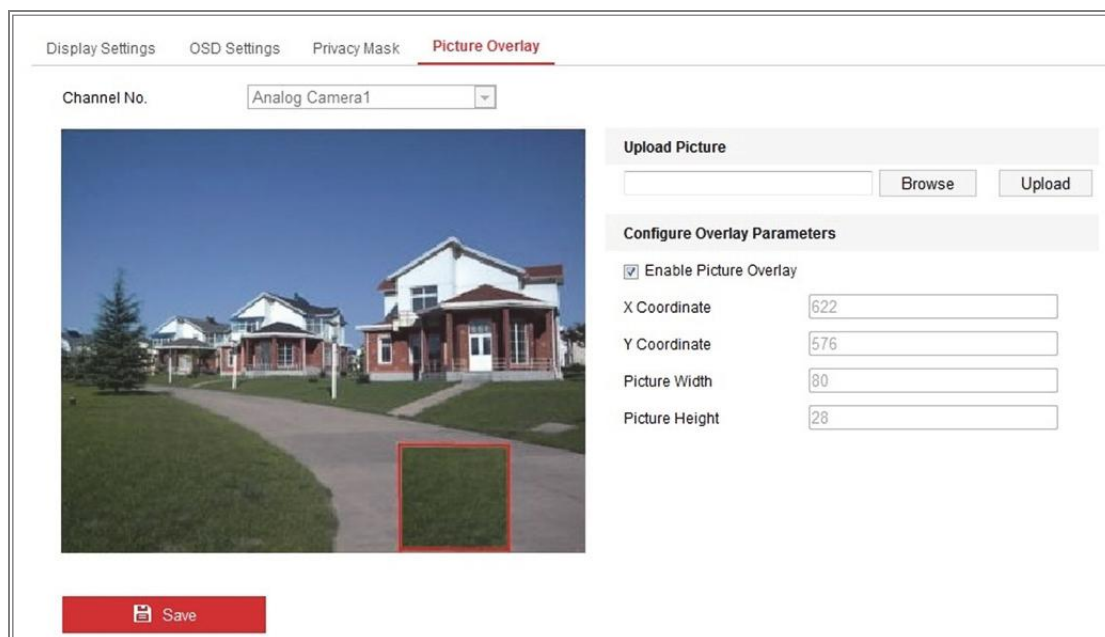 Display Settings OSD Settings Privacy Mask Picture Overlay
Channel No. Analog Camera1
Upload Picture
Browse Upload
Configure Overlay Parameters
Enable Picture Overlay
X Coordinate 622
Y Coordinate 576
Picture Width 80
Picture Height 28
Save